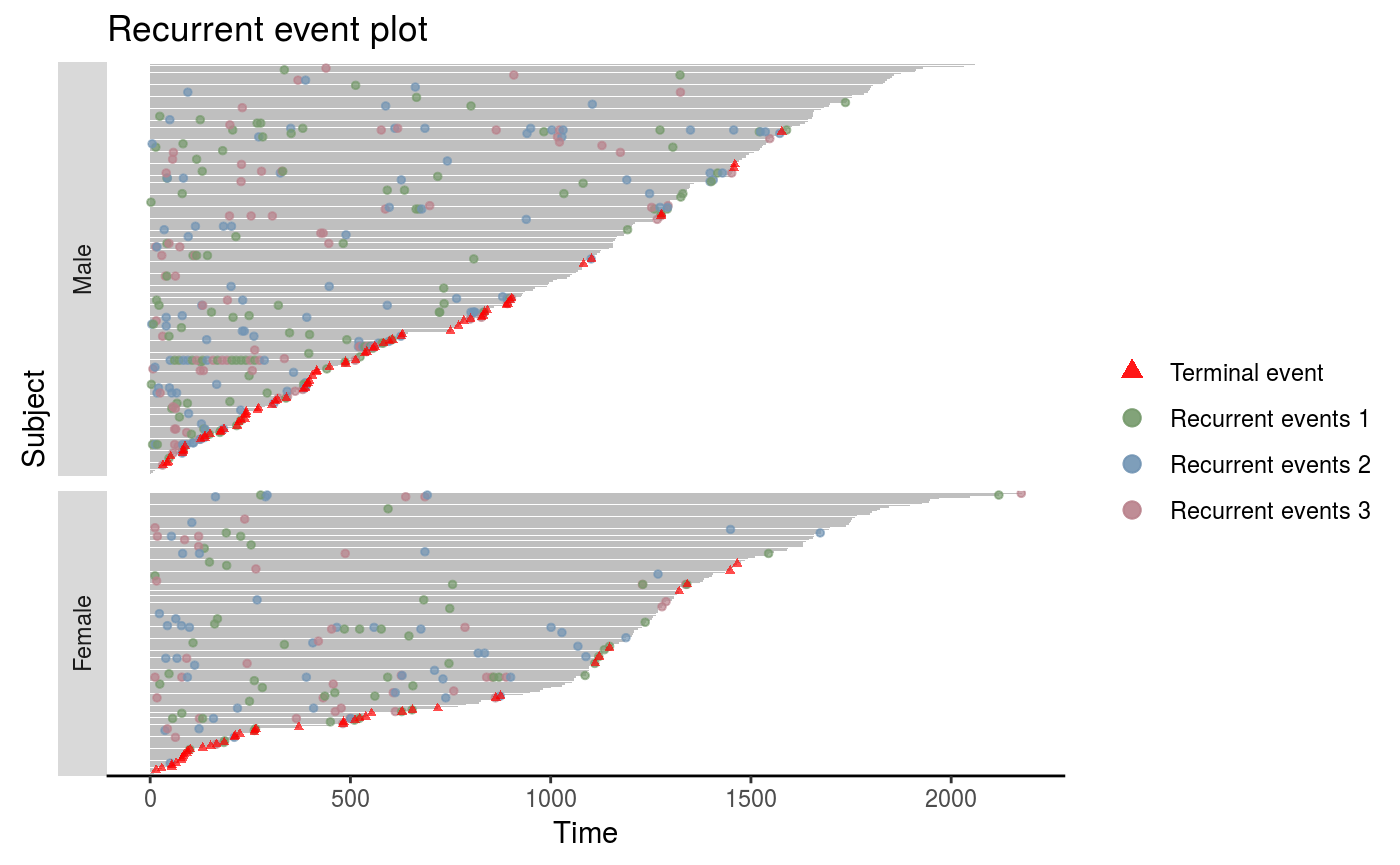 Recurrent event plot
Subject
Male
Female
Terminal event
Recurrent events 1
Recurrent events 2
Recurrent events 3
0 500 1000 1500 2000
Time